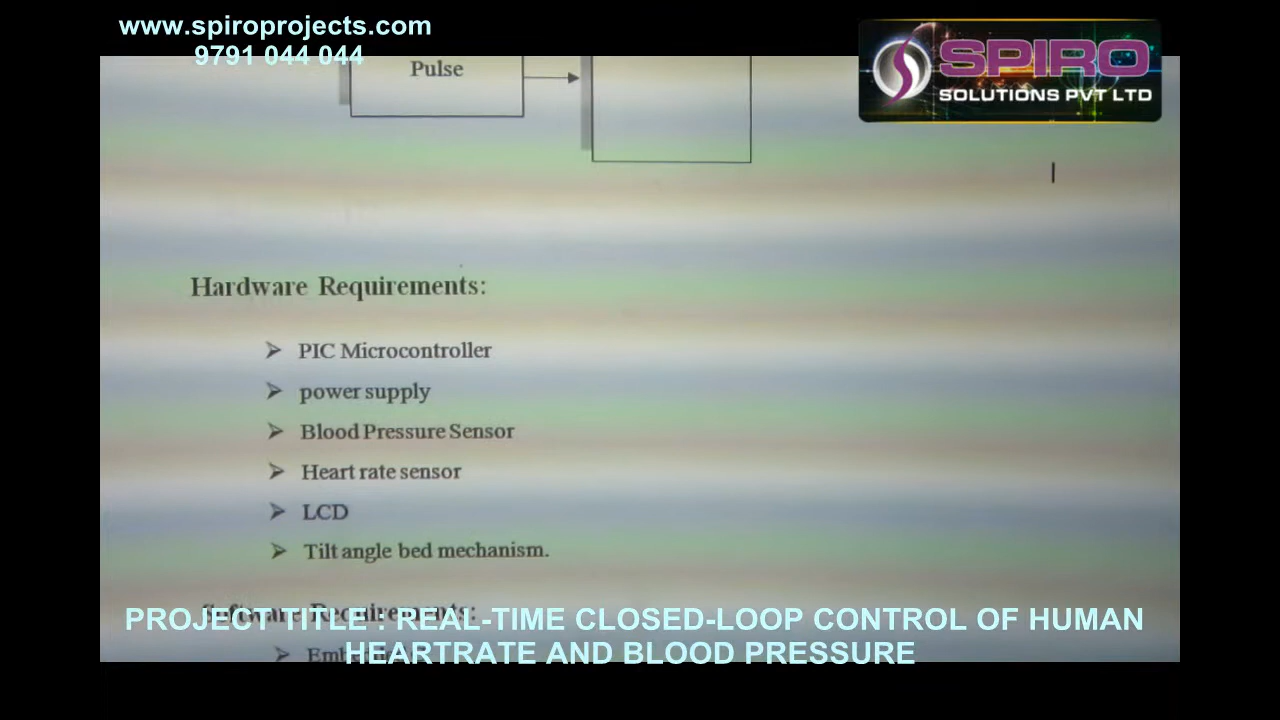 www.spiroprojects.com
9791 044 044
SPIRO
SOLUTIONS PVT LTD
Pulse
Hardware Requirements:
➢ PIC Microcontroller
➢ power supply
➢ Blood Pressure Sensor
➢ Heart rate sensor
➢ LCD
➢ Tilt angle bed mechanism.
Software Requirements:
PROJECT TITLE : REAL-TIME CLOSED-LOOP CONTROL OF HUMAN
HEARTRATE AND BLOOD PRESSURE